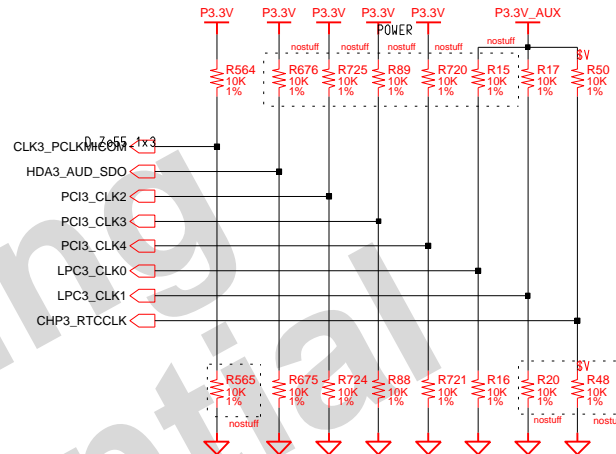 P3.3V P3.3V P3.3V P3.3V P3.3V P3.3V_AUX
POWER
nostuff nostuff nostuff nostuff nostuff
$V
R564 R676 R725 R89 R720 R15 R17 R50
10K 10K 10K 10K 10K 10K 10K 10K
1% 1% 1% 1% 1% 1% 1% 1%
CLK3_PCLKMICOM
HDA3_AUD_SDO
PCI3_CLK2
PCI3_CLK3
PCI3_CLK4
LPC3_CLK0
LPC3_CLK1
CHP3_RTCCLK
$V
R565 R675 R724 R88 R721 R16 R20 R48
10K 10K 10K 10K 10K 10K 10K 10K
1% 1% 1% 1% 1% 1% 1% 1%
nostuff nostuff